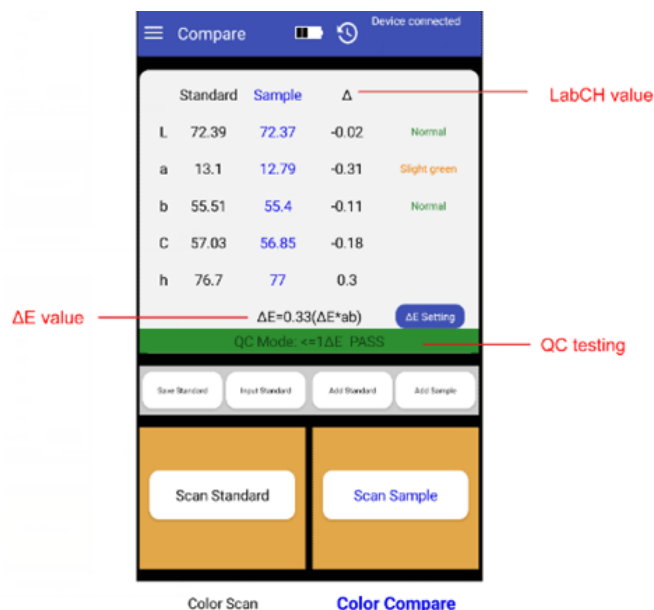 Compare
Device connected
Standard Sample Δ
LabCH value
L 72.39 72.37 -0.02 Normal
a 13.1 12.79 -0.31 Slight green
b 55.51 55.4 -0.11 Normal
C 57.03 56.85 -0.18
h 76.7 77 0.3
ΔE value
ΔE=0.33(ΔE*ab)
ΔE Setting
QC Mode: <=1ΔE PASS
QC testing
Save Standard Input Standard Add Standard Add Sample
Scan Standard Scan Sample
Color Scan Color Compare